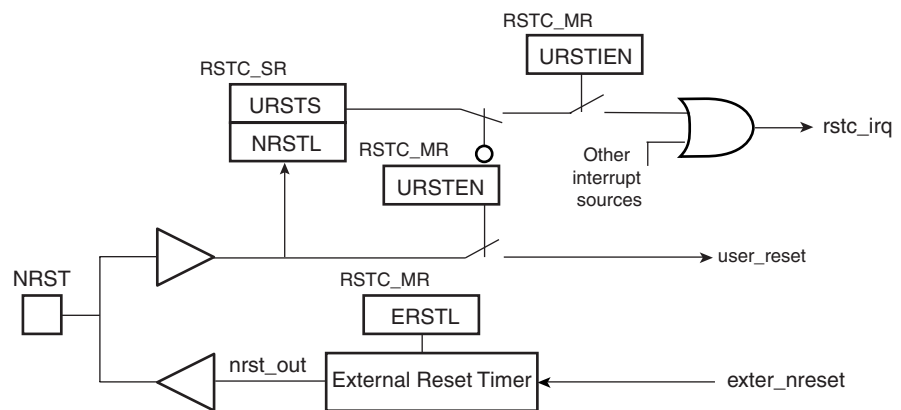 RSTC_MR
URSTIEN
RSTC_SR
URSTS
NRSTL
rstc_irq
RSTC_MR
URSTEN
Other
interrupt
sources
user_reset
NRST
RSTC_MR
ERSTL
nrst_out
External Reset Timer
exter_nreset